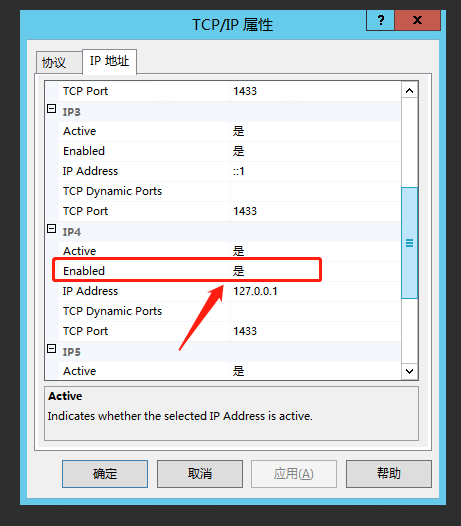 TCP/IP 属性
?
x
协议
IP 地址
TCP Port 1433
IP3
Active 是
Enabled 是
IP Address ::1
TCP Dynamic Ports
TCP Port 1433
IP4
Active 是
Enabled 是
IP Address 127.0.0.1
TCP Dynamic Ports
TCP Port 1433
IP5
Active 是
Active
Indicates whether the selected IP Address is active.
确定
取消
应用(A)
帮助